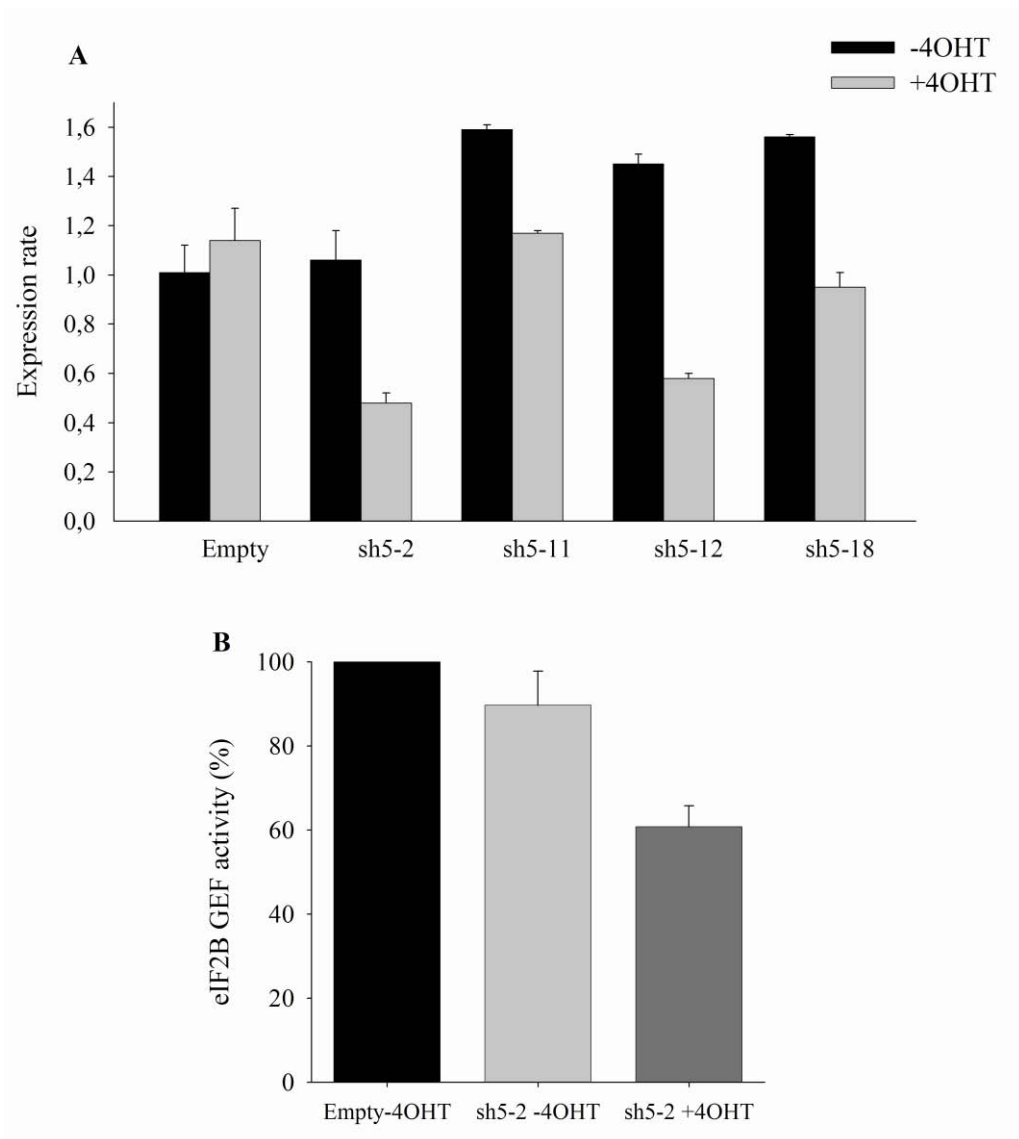 A
-4OHT
+4OHT
Expression rate
1,6
1,4
1,2
1,0
0,8
0,6
0,4
0,2
0,0
Empty
sh5-2
sh5-11
sh5-12
sh5-18
B
eIF2B GEF activity (%)
100
80
60
40
20
0
Empty-4OHT
sh5-2 -4OHT
sh5-2 +4OHT